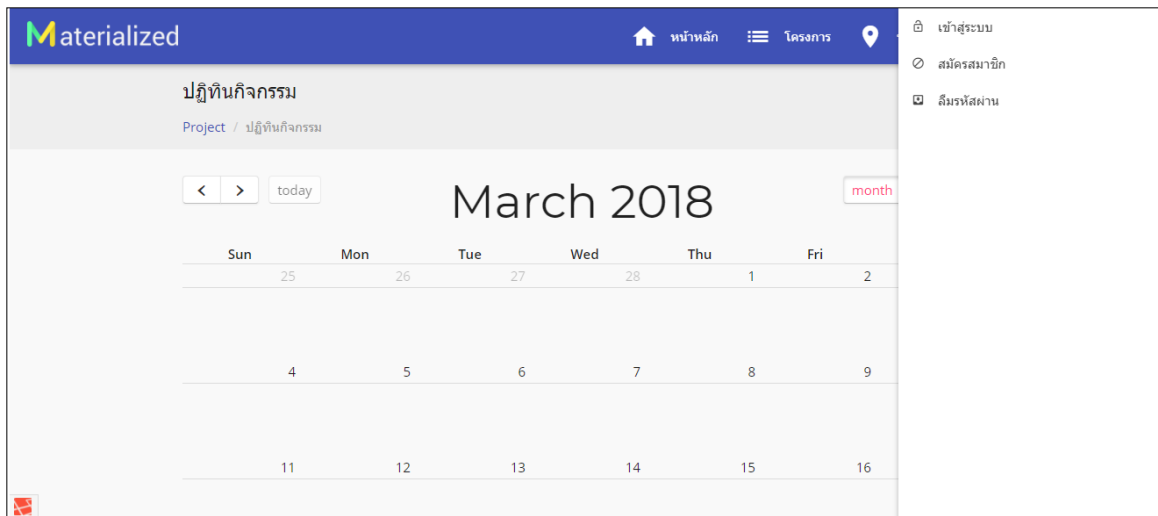 Materialized
หน้าหลัก
โครงการ
เข้าสู่ระบบ
สมัครสมาชิก
ลืมรหัสผ่าน
ปฏิทินกิจกรรม
Project / ปฏิทินกิจกรรม
today
March 2018
month
Sun Mon Tue Wed Thu Fri
25 26 27 28 1 2
4 5 6 7 8 9
11 12 13 14 15 16